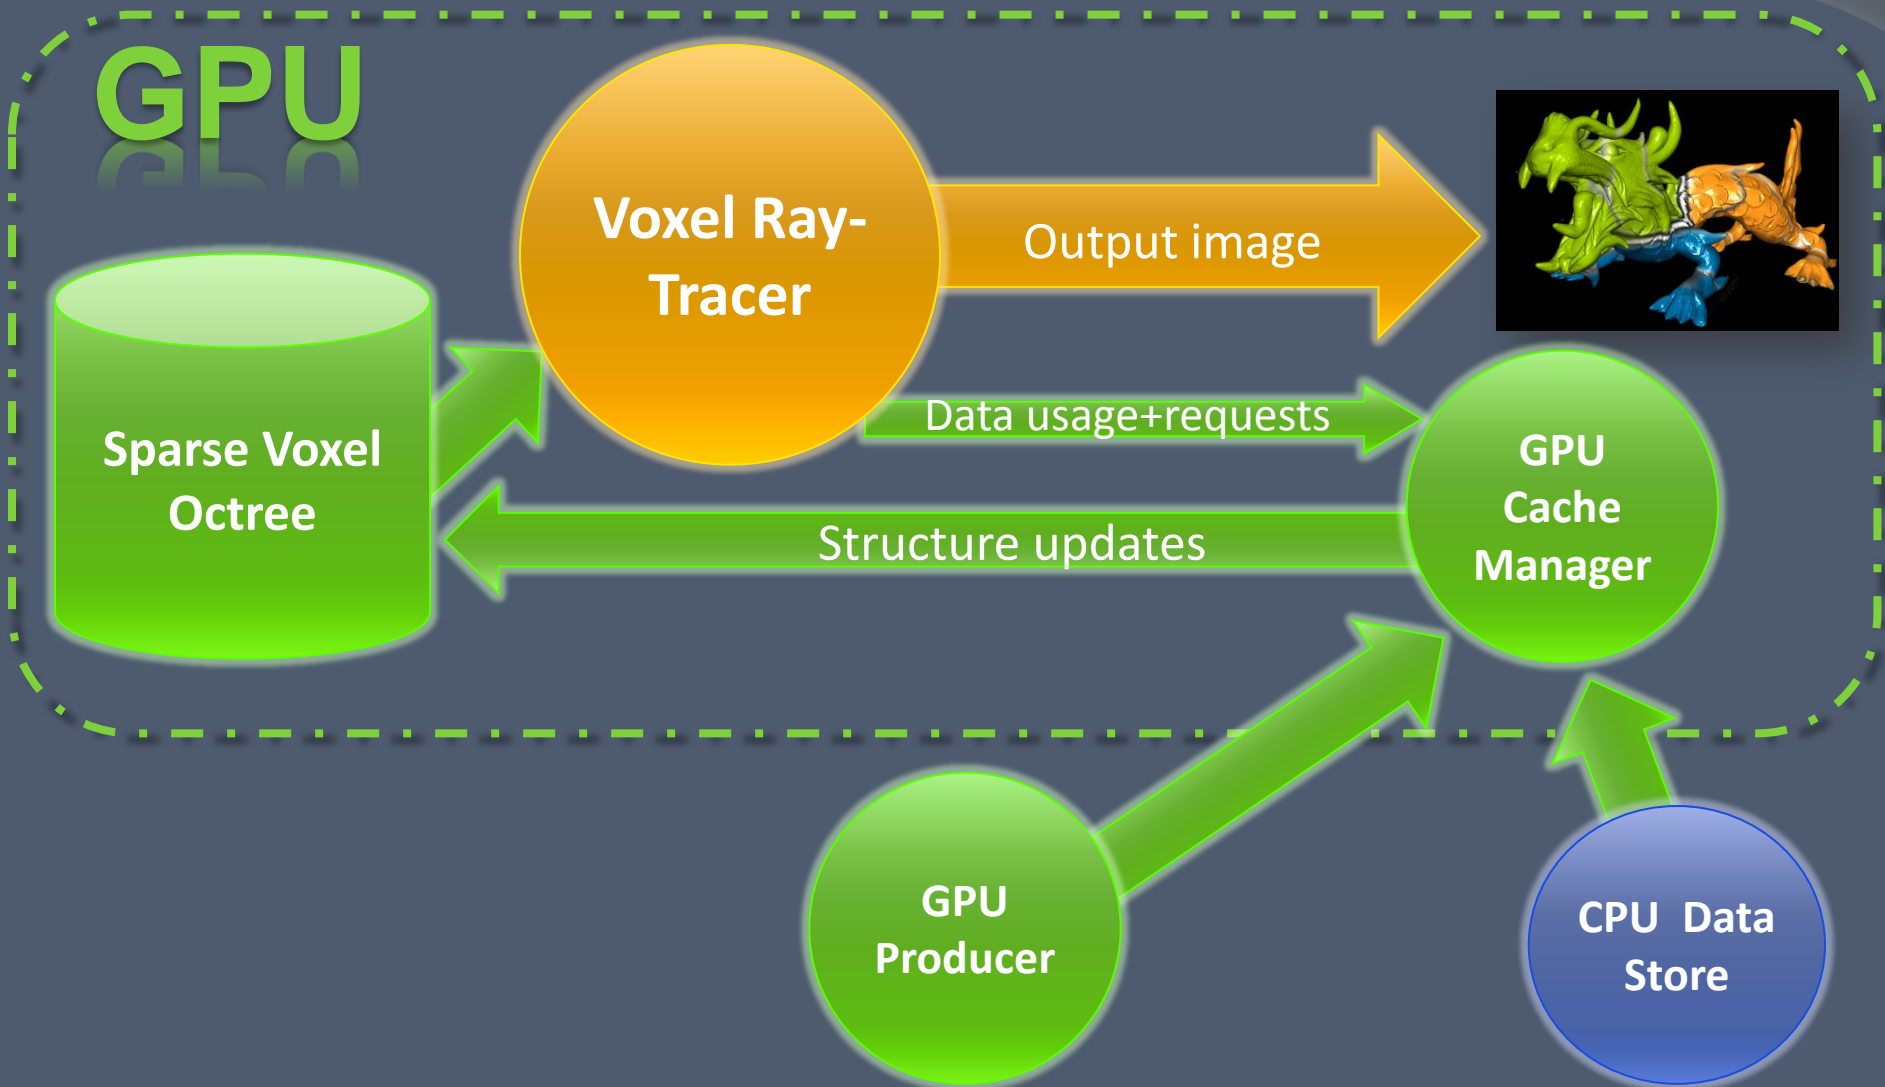 GPU
Voxel Ray-
Tracer
Output image
Sparse Voxel
Octree
Data usage+requests
GPU
Cache
Manager
Structure updates
GPU
Producer
CPU  Data
Store